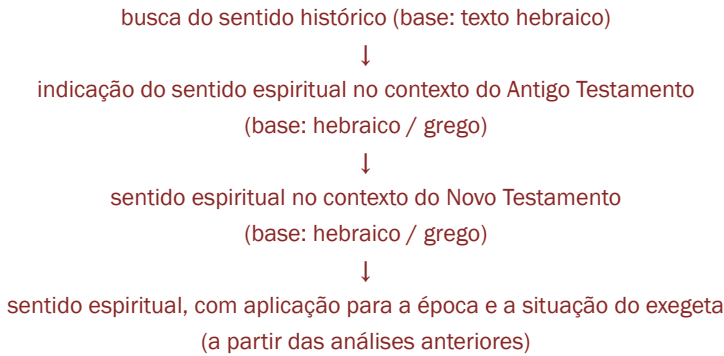 busca do sentido histórico (base: texto hebraico)
↓
indicação do sentido espiritual no contexto do Antigo Testamento
(base: hebraico / grego)
↓
sentido espiritual no contexto do Novo Testamento
(base: hebraico / grego)
↓
sentido espiritual, com aplicação para a época e a situação do exegeta
(a partir das análises anteriores)